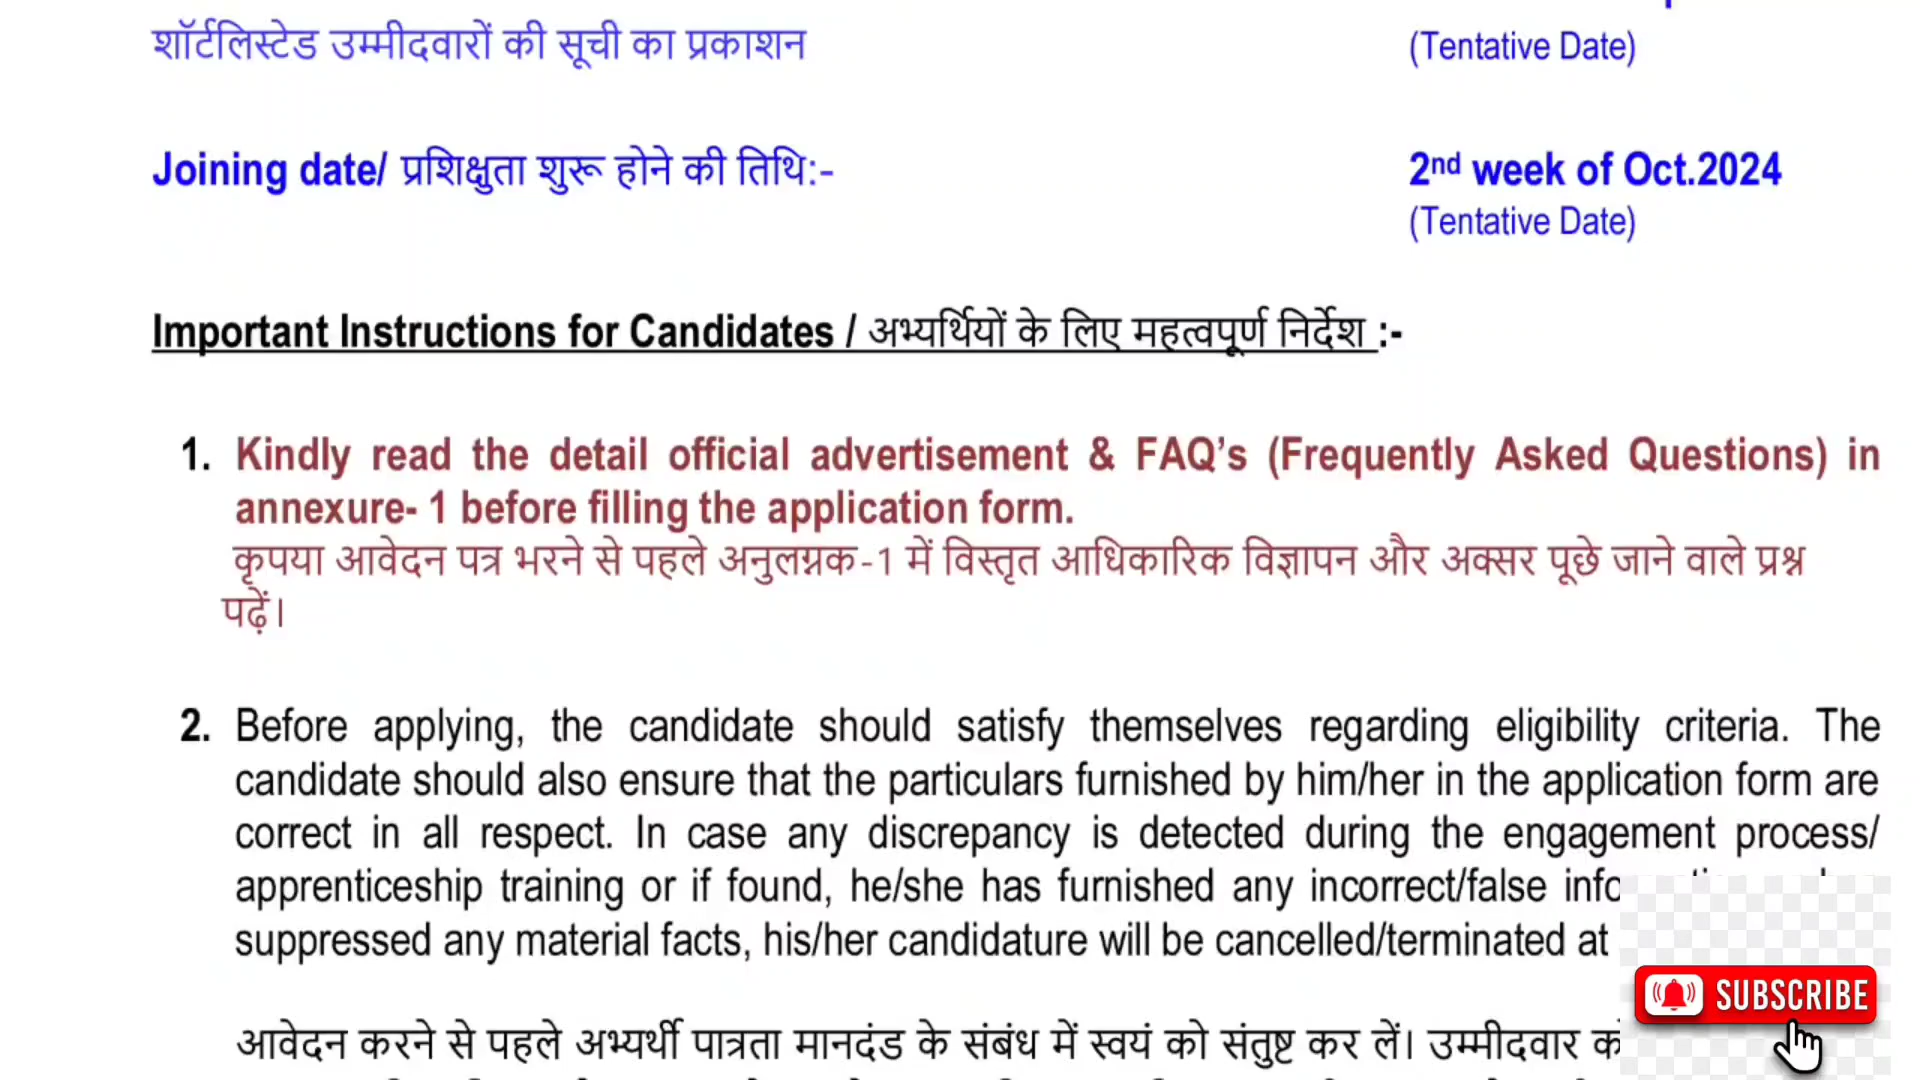 शॉर्टलिस्टेड उम्मीदवारों की सूची का प्रकाशन (Tentative Date)
Joining date/ प्रशिक्षुता शुरू होने की तिथि:- 2nd week of Oct.2024
(Tentative Date)
Important Instructions for Candidates / अभ्यर्थियों के लिए महत्वपूर्ण निर्देश :-
1. Kindly read the detail official advertisement & FAQ’s (Frequently Asked Questions) in
annexure- 1 before filling the application form.
कृपया आवेदन पत्र भरने से पहले अनुलग्नक-1 में विस्तृत आधिकारिक विज्ञापन और अक्सर पूछे जाने वाले प्रश्न
पढ़ें।
2. Before applying, the candidate should satisfy themselves regarding eligibility criteria. The
candidate should also ensure that the particulars furnished by him/her in the application form are
correct in all respect. In case any discrepancy is detected during the engagement process/
apprenticeship training or if found, he/she has furnished any incorrect/false
suppressed any material facts, his/her candidature will be cancelled/terminated at
SUBSCRIBE
आवेदन करने से पहले अभ्यर्थी पात्रता मानदंड के संबंध में स्वयं को संतुष्ट कर लें। उम्मीदवार